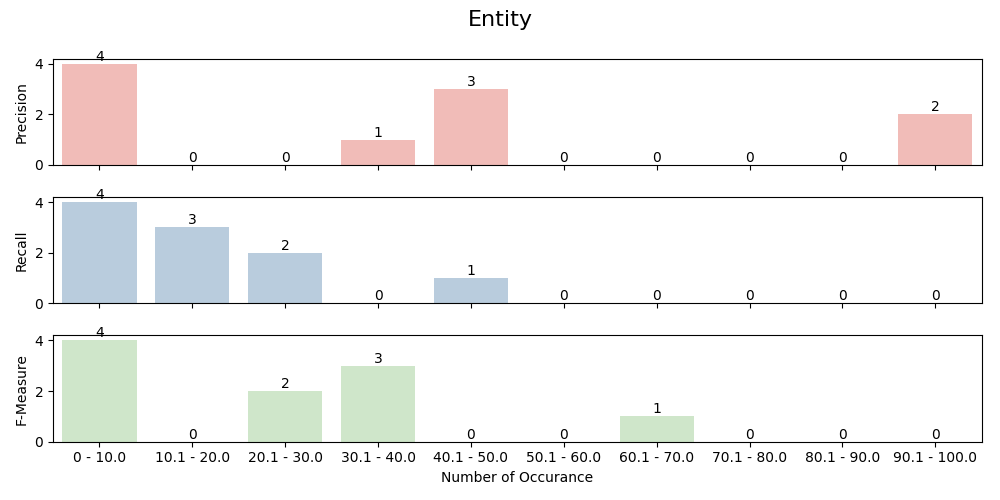 Entity
4
4 3
Precision 2 1 2
0 0 0 0 0 0 0
4
4 3
Recall 2 2 1
0 0 0 0 0 0 0
4
4 3
F-Measure 2 2 1
0 0 0 0 0 0 0
0 - 10.0 10.1 - 20.0 20.1 - 30.0 30.1 - 40.0 40.1 - 50.0 50.1 - 60.0 60.1 - 70.0 70.1 - 80.0 80.1 - 90.0 90.1 - 100.0
Number of Occurance